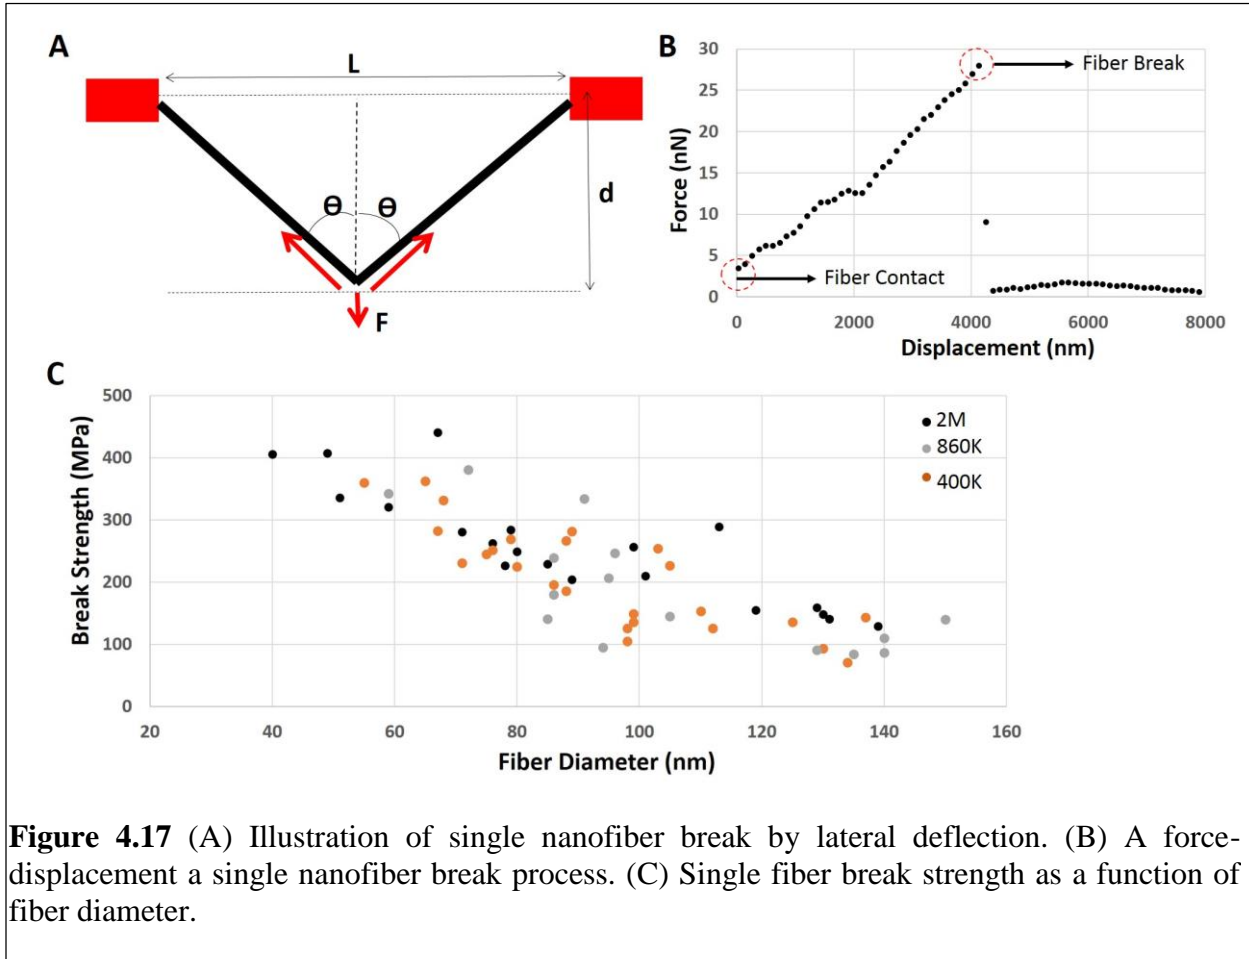 A
L
d
Ɵ
Ɵ
F
B
30
25
20
15
10
5
0
Force (nN)
Fiber Break
Fiber Contact
0
2000
4000
6000
8000
Displacement (nm)
C
500
400
300
200
100
0
Break Strength (MPa)
2M
860K
400K
20
40
60
80
100
120
140
160
Fiber Diameter (nm)
Figure 4.17 (A) Illustration of single nanofiber break by lateral deflection. (B) A force-
displacement a single nanofiber break process. (C) Single fiber break strength as a function of
fiber diameter.